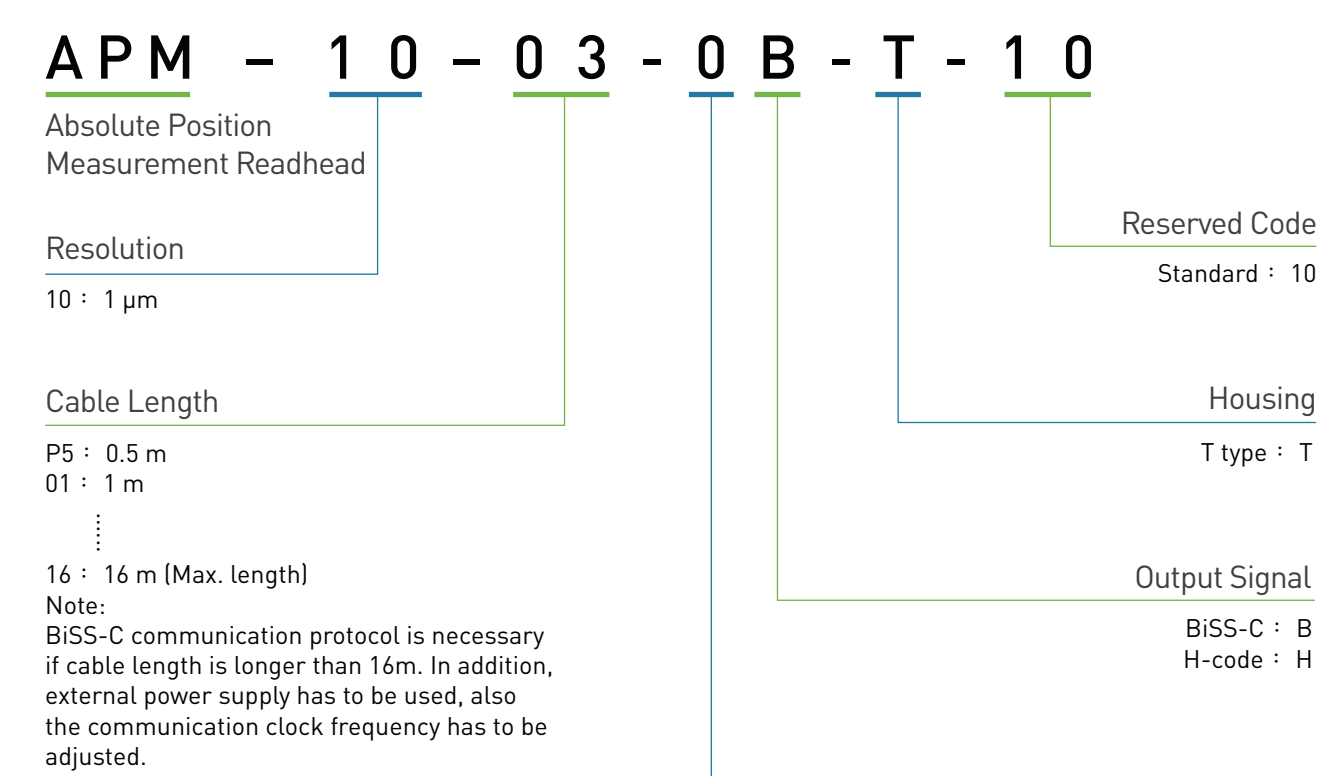 APM - 10 - 03 - 0B - T - 10
Absolute Position
Measurement Readhead
Resolution
10 : 1 μm
Cable Length
P5 : 0.5 m
01 : 1 m
16 : 16 m (Max. length)
Note:
BiSS-C communication protocol is necessary
if cable length is longer than 16m. In addition,
external power supply has to be used, also
the communication clock frequency has to be
adjusted.
Reserved Code
Standard : 10
Housing
T type : T
Output Signal
BiSS-C : B
H-code : H